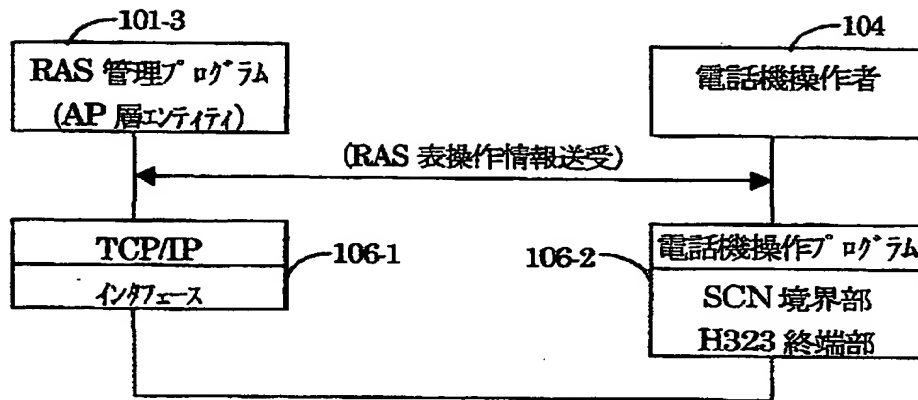 101-3
RAS 管理プログラム
(AP 層エンティティ)
104
電話機操作者
(RAS 表操作情報送受)
TCP/IP
インタフェース
106-1
106-2
電話機操作プログラム
SCN 境界部
H323 終端部